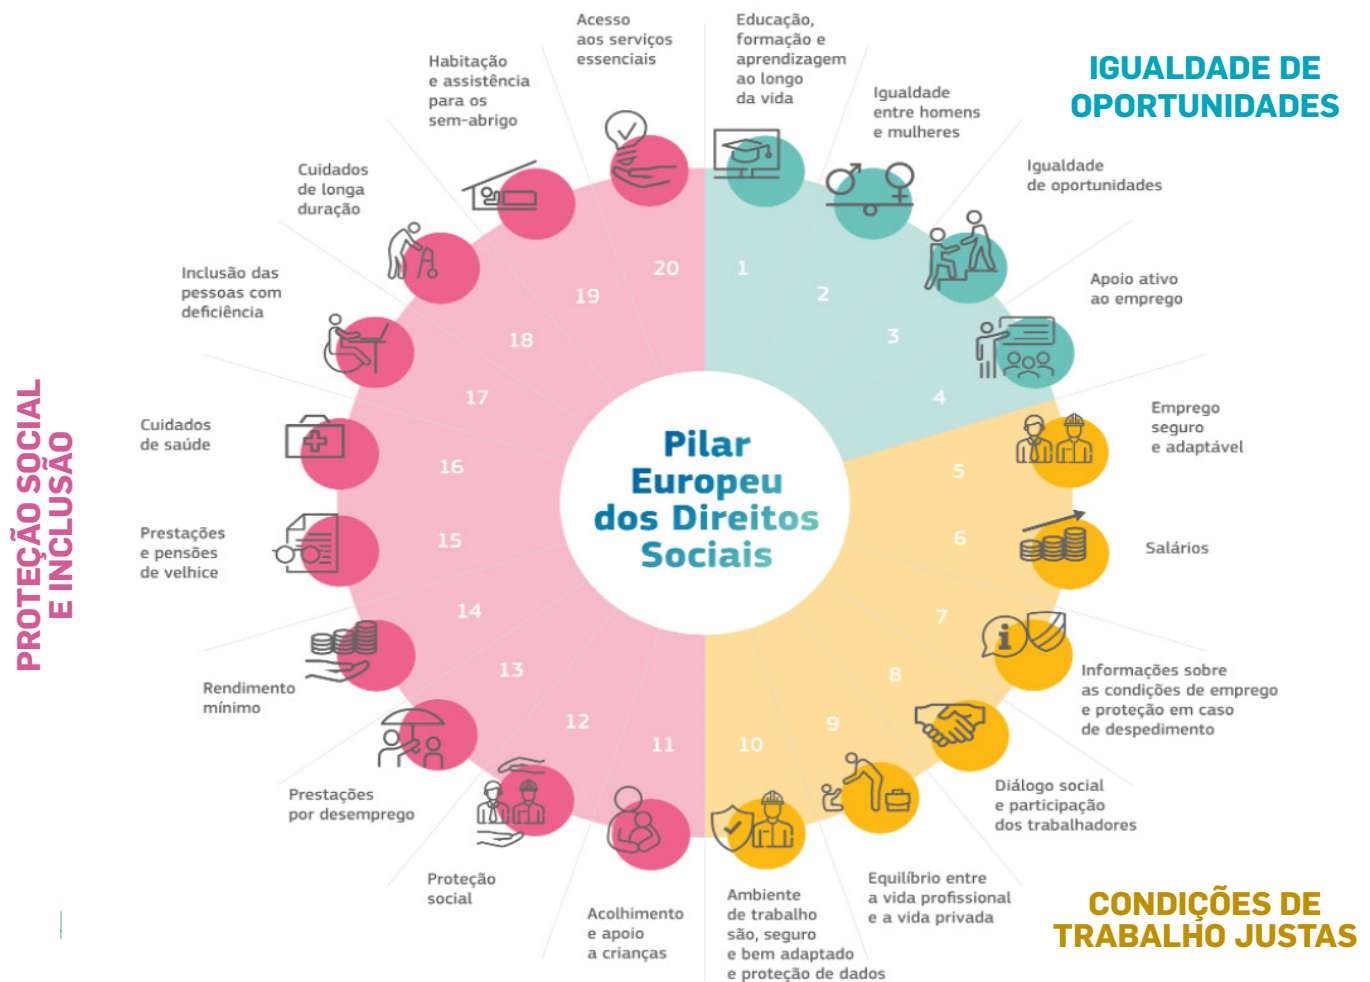 IGUALDADE DE
OPORTUNIDADES
Educação,
formação e
aprendizagem
ao longo
da vida
Igualdade
entre homens
e mulheres
Igualdade
de oportunidades
Apoio ativo
ao emprego
Emprego
seguro
e adaptável
Salários
Informações sobre
as condições de emprego
e proteção em caso
de despedimento
Diálogo social
e participação
dos trabalhadores
Equilíbrio entre
a vida profissional
e a vida privada
Ambiente
de trabalho
são, seguro
e bem adaptado
e proteção de dados
CONDIÇÕES DE
TRABALHO JUSTAS
Acolhimento
e apoio
a crianças
Proteção
social
Prestações
por desemprego
Rendimento
mínimo
Prestações
e pensões
de velhice
Cuidados
de saúde
Inclusão das
pessoas com
deficiência
Cuidados
de longa
duração
Habitação
e assistência
para os
sem-abrigo
Acesso
aos serviços
essenciais
PROTEÇÃO SOCIAL
E INCLUSÃO
1
2
3
4
5
6
7
8
9
10
11
12
13
14
15
16
17
18
19
20
i
Pilar
Europeu
dos Direitos
Sociais